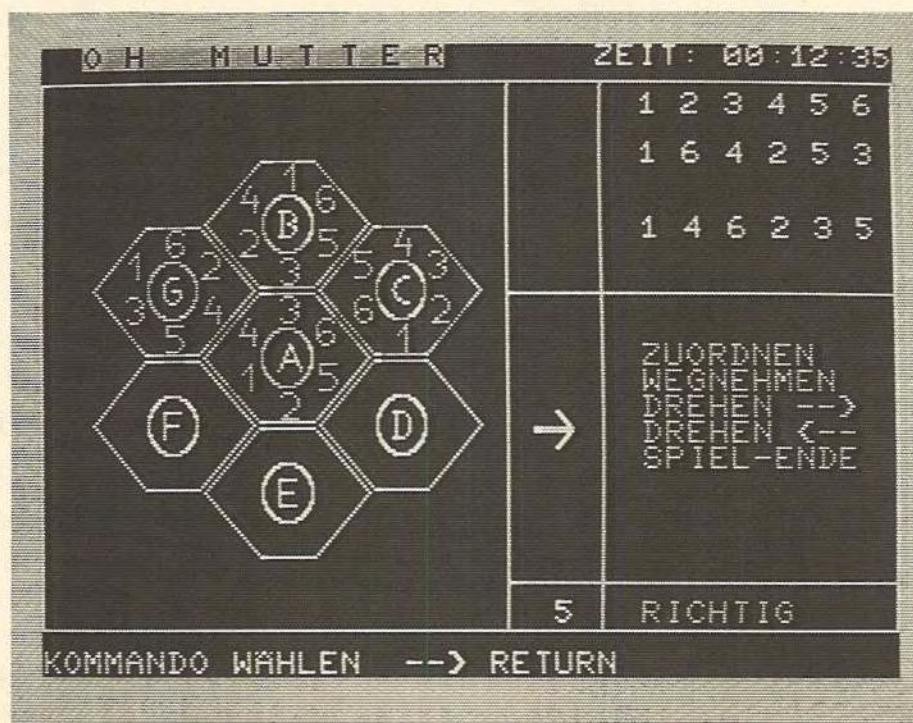 OH MUTTER
ZEIT: 00:12:35
1 2 3 4 5 6
1 6 4 2 5 3
1 4 6 2 3 5
1
4 6
B
2 5
3
6
1 2
G
3 4
5
4
5 3
C
6 2
1
3
4 6
A
1 5
2
F
D
E
→
ZUORDNEN
WEGNEHMEN
DREHEN -->
DREHEN <--
SPIEL-ENDE
5 RICHTIG
KOMMANDO WÄHLEN --> RETURN